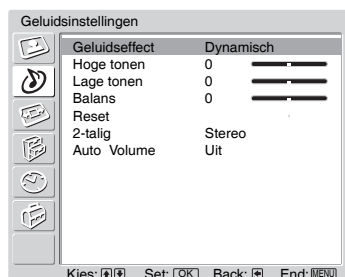 Geluidsinstellingen
Geluidseffect Dynamisch
Hoge tonen 0
Lage tonen 0
Balans 0
Reset
2-talig Stereo
Auto Volume Uit
Kies: Set: OK Back: End: MENU